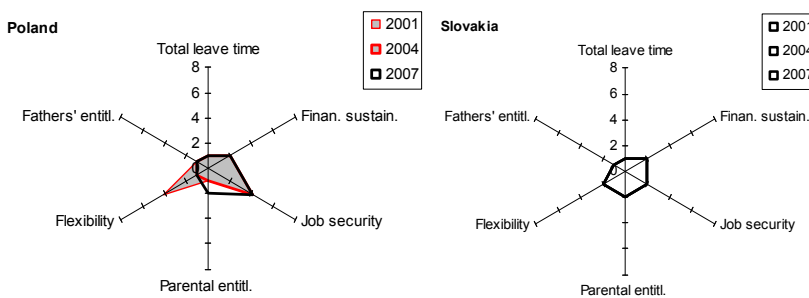 Poland
2001
2004
2007
Total leave time
8
6
4
2
0
Fathers' entitl.
Finan. sustain.
Flexibility
Job security
Parental entitl.
Slovakia
2001
2004
2007
Total leave time
8
6
4
2
0
Fathers' entitl.
Finan. sustain.
Flexibility
Job security
Parental entitl.